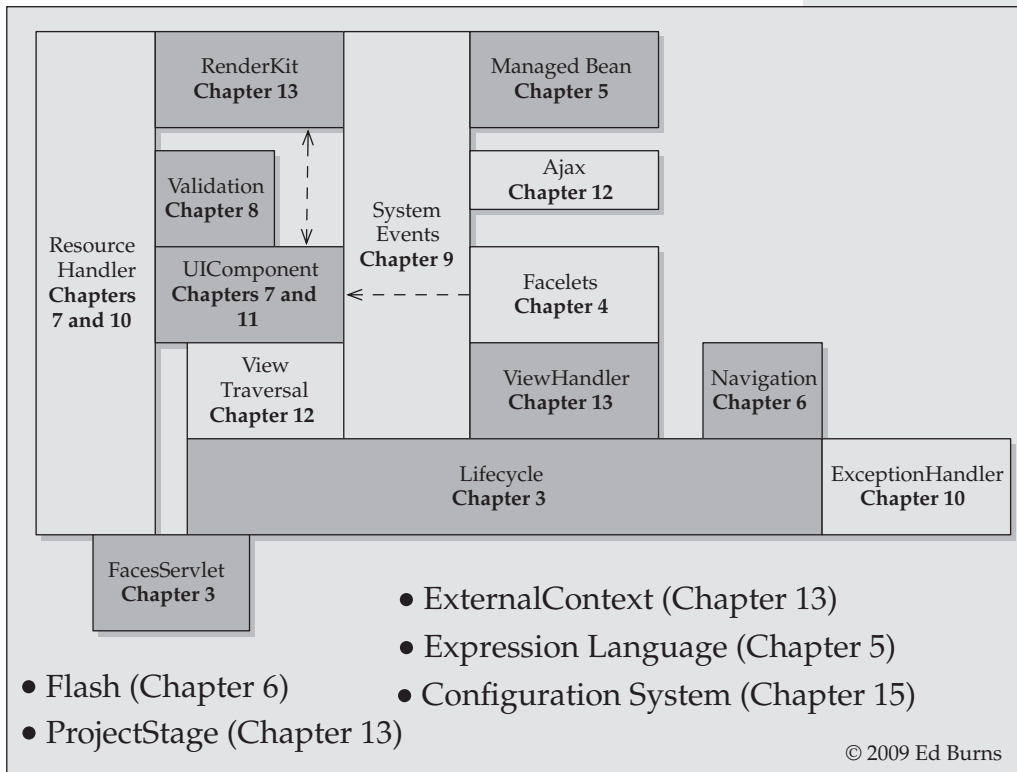 RenderKit
Chapter 13
Managed Bean
Chapter 5
Ajax
Chapter 12
Validation
Chapter 8
System
Events
Chapter 9
Resource
Handler
Chapters
7 and 10
UIComponent
Chapters 7 and
11
Facelets
Chapter 4
View
Traversal
Chapter 12
ViewHandler
Chapter 13
Navigation
Chapter 6
Lifecycle
Chapter 3
ExceptionHandler
Chapter 10
FacesServlet
Chapter 3
• ExternalContext (Chapter 13)
• Expression Language (Chapter 5)
• Configuration System (Chapter 15)
• Flash (Chapter 6)
• ProjectStage (Chapter 13)
© 2009 Ed Burns